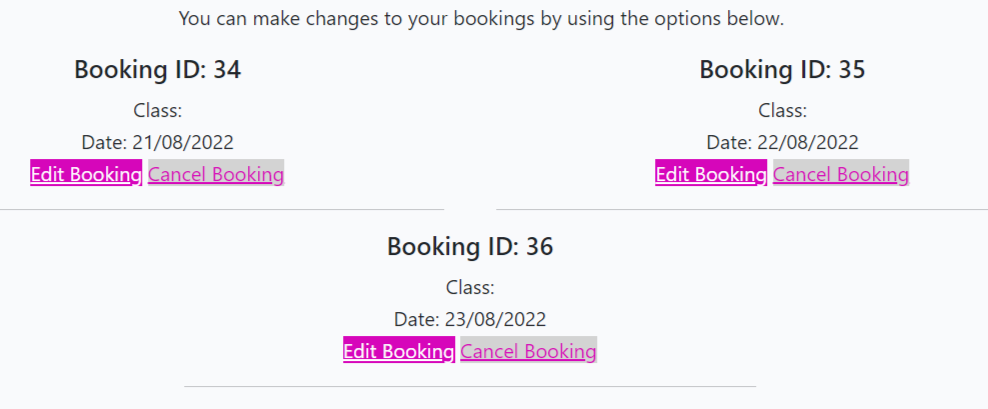 You can make changes to your bookings by using the options below.
Booking ID: 34
Class:
Date: 21/08/2022
Edit Booking Cancel Booking
Booking ID: 35
Class:
Date: 22/08/2022
Edit Booking Cancel Booking
Booking ID: 36
Class:
Date: 23/08/2022
Edit Booking Cancel Booking